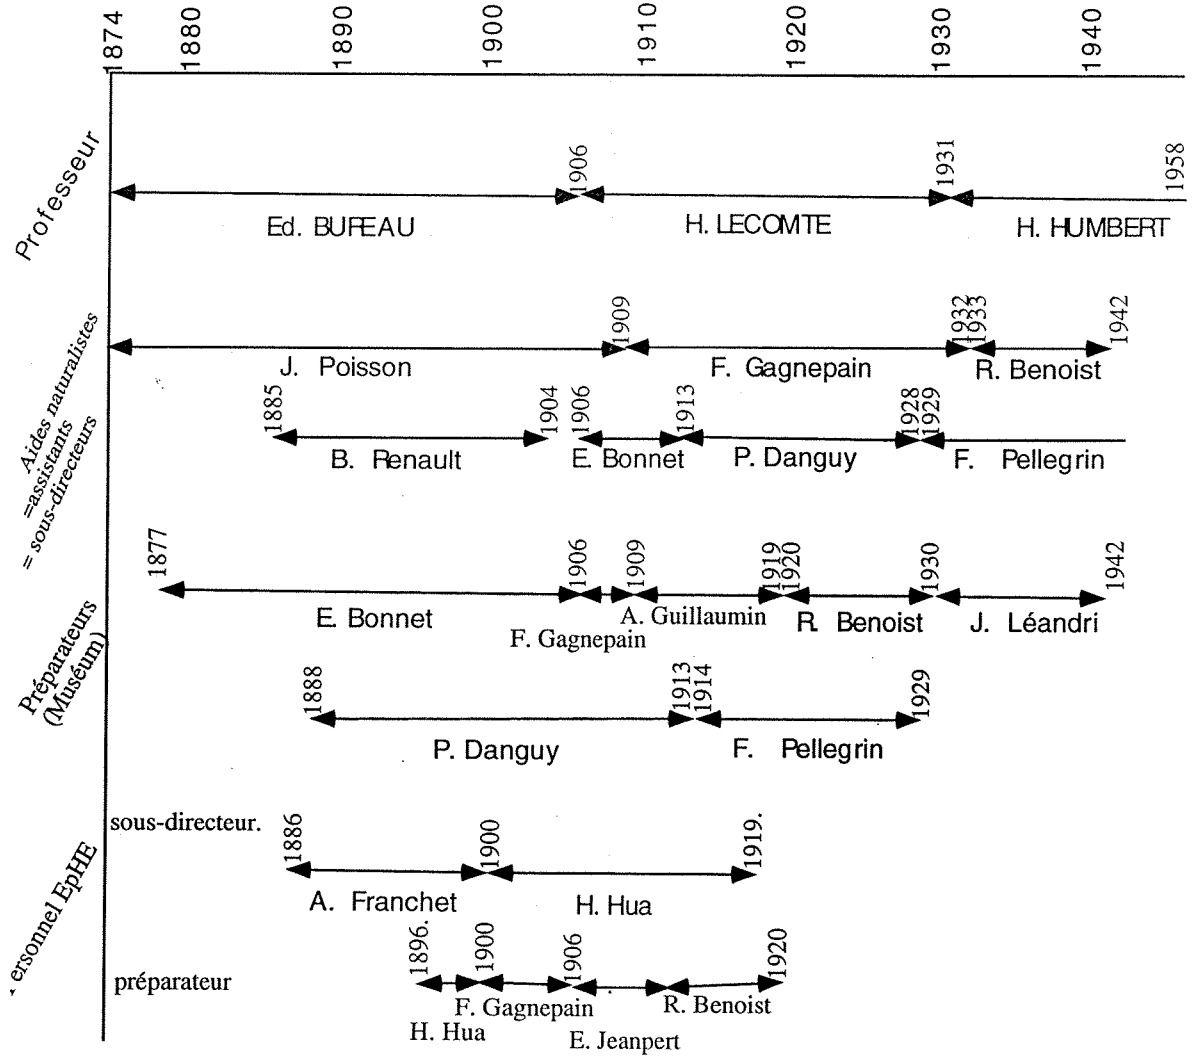 1874 1880 1890 1900 1910 1920 1930 1940
Professeur
1906 1931 1958
Ed. BUREAU H. LECOMTE H. HUMBERT
Aides naturalistes
=assistants
= sous-directeurs
1909 1932 1933 1942
J. Poisson F. Gagnepain R. Benoist
1885 1904 1906 1913 1928 1929
B. Renault E. Bonnet P. Danguy F. Pellegrin
Préparateurs
(Muséum)
1877 1906 1909 1919 1920 1930 1942
E. Bonnet F. Gagnepain A. Guillaumin R. Benoist J. Léandri
1888 1913 1914 1929
P. Danguy F. Pellegrin
ersonnel EpHE
sous-directeur.
1886 1900 1919.
A. Franchet H. Hua
préparateur
1896. 1900 1906 1920
H. Hua F. Gagnepain E. Jeanpert R. Benoist